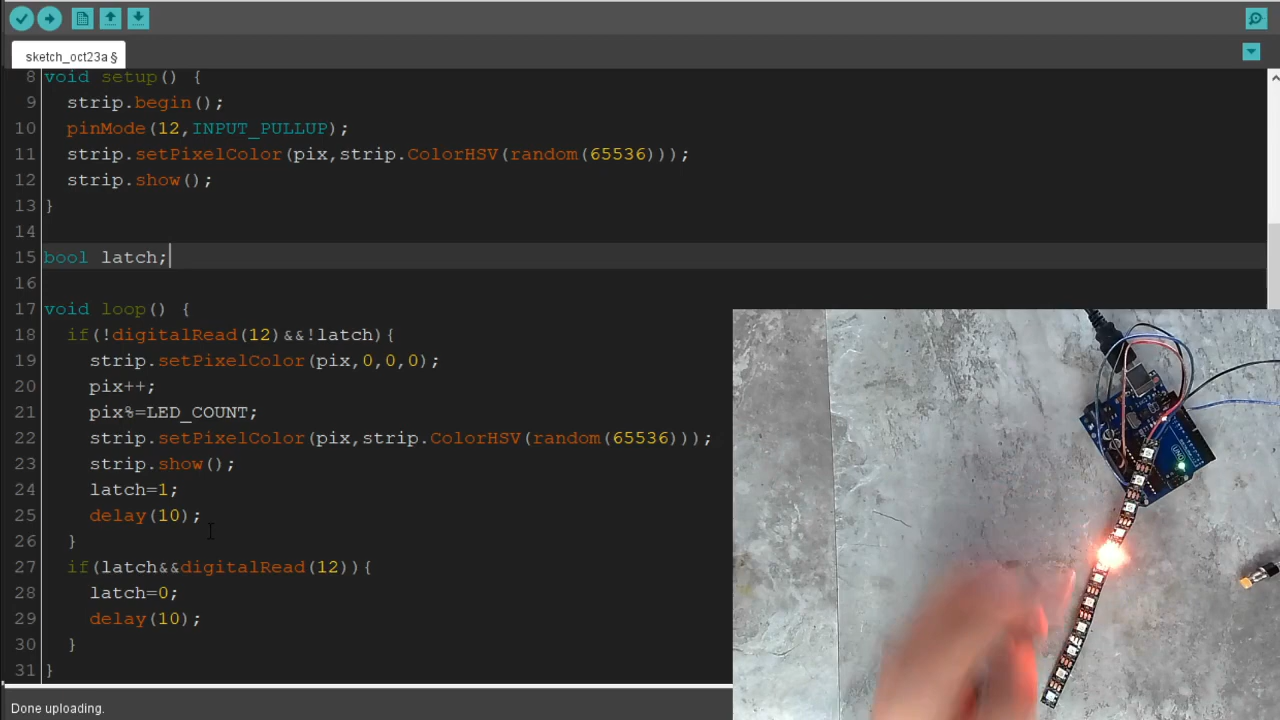 sketch_oct23a §
8 void setup() {
9 strip.begin();
10 pinMode(12,INPUT_PULLUP);
11 strip.setPixelColor(pix,strip.ColorHSV(random(65536)));
12 strip.show();
13 }
14
15 bool latch;
16
17 void loop() {
18 if(!digitalRead(12)&&!latch){
19 strip.setPixelColor(pix,0,0,0);
20 pix++;
21 pix%=LED_COUNT;
22 strip.setPixelColor(pix,strip.ColorHSV(random(65536)));
23 strip.show();
24 latch=1;
25 delay(10);
26 }
27 if(latch&&digitalRead(12)){
28 latch=0;
29 delay(10);
30 }
31 }
UNO
Done uploading.